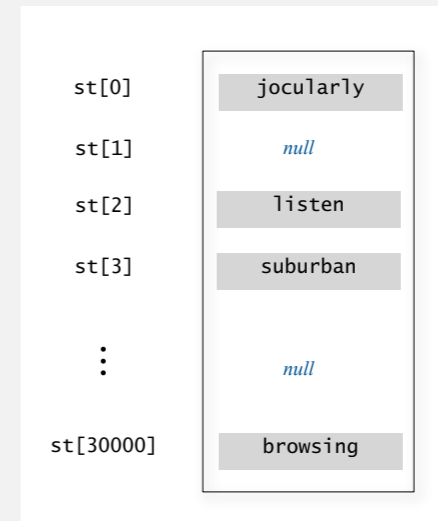 st[0] jocularly
st[1] null
st[2] listen
st[3] suburban
⋮ null
st[30000] browsing